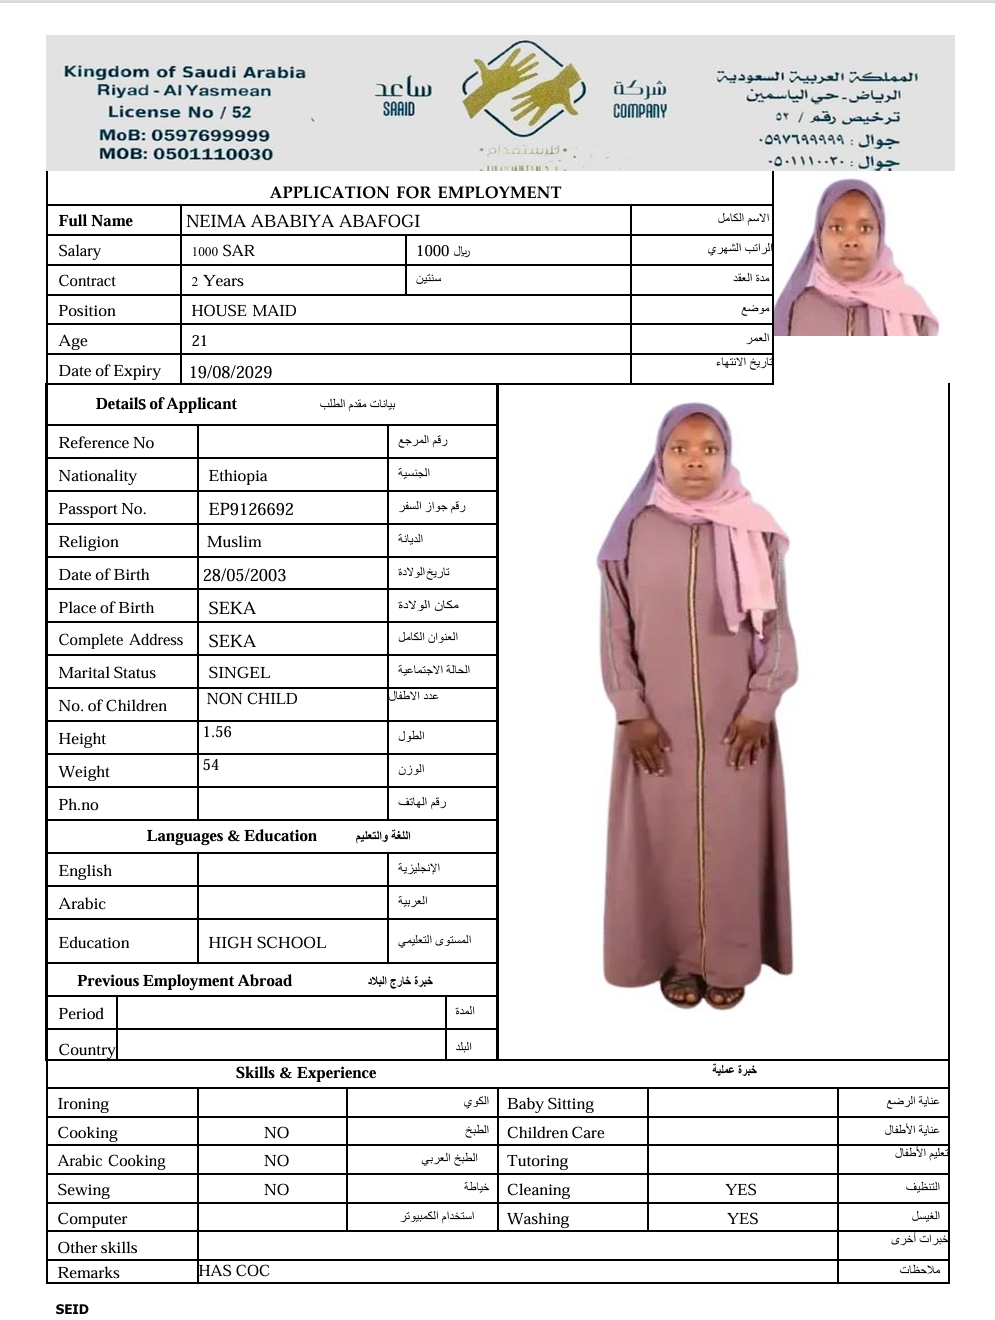 Kingdom of Saudi Arabia
Riyad - Al Yasmean
License No / 52
MoB: 0597699999
MOB: 0501110030
ساعد
SAAID
شركة
COMPANY
للاستقدام
المملكة العربية السعودية
الرياض - حي الياسمين
ترخيص رقم / ٥٢
جوال : ٠٥٩٧٦٩٩٩٩٩
جوال : ٠٥٠١١١٠٠٣٠
APPLICATION FOR EMPLOYMENT
Full Name NEIMA ABABIYA ABAFOGI الاسم الكامل
Salary 1000 SAR 1000 ريال الراتب الشهري
Contract 2 Years سنتين مدة العقد
Position HOUSE MAID موضع
Age 21 العمر
Date of Expiry 19/08/2029 تاريخ الانتهاء
Details of Applicant بيانات مقدم الطلب
Reference No رقم المرجع
Nationality Ethiopia الجنسية
Passport No. EP9126692 رقم جواز السفر
Religion Muslim الديانة
Date of Birth 28/05/2003 تاريخ الولادة
Place of Birth SEKA مكان الولادة
Complete Address SEKA العنوان الكامل
Marital Status SINGEL الحالة الاجتماعية
No. of Children NON CHILD عدد الاطفال
Height 1.56 الطول
Weight 54 الوزن
Ph.no رقم الهاتف
Languages & Education اللغة والتعليم
English الإنجليزية
Arabic العربية
Education HIGH SCHOOL المستوى التعليمي
Previous Employment Abroad خبرة خارج البلاد
Period المدة
Country البلد
Skills & Experience خبرة عملية
Ironing الكوي Baby Sitting عناية الرضع
Cooking NO الطبخ Children Care عناية الأطفال
Arabic Cooking NO الطبخ العربي Tutoring تعليم الأطفال
Sewing NO خياطة Cleaning YES التنظيف
Computer استخدام الكمبيوتر Washing YES الغيسل
Other skills خبرات أخرى
Remarks HAS COC ملاحظات
SEID